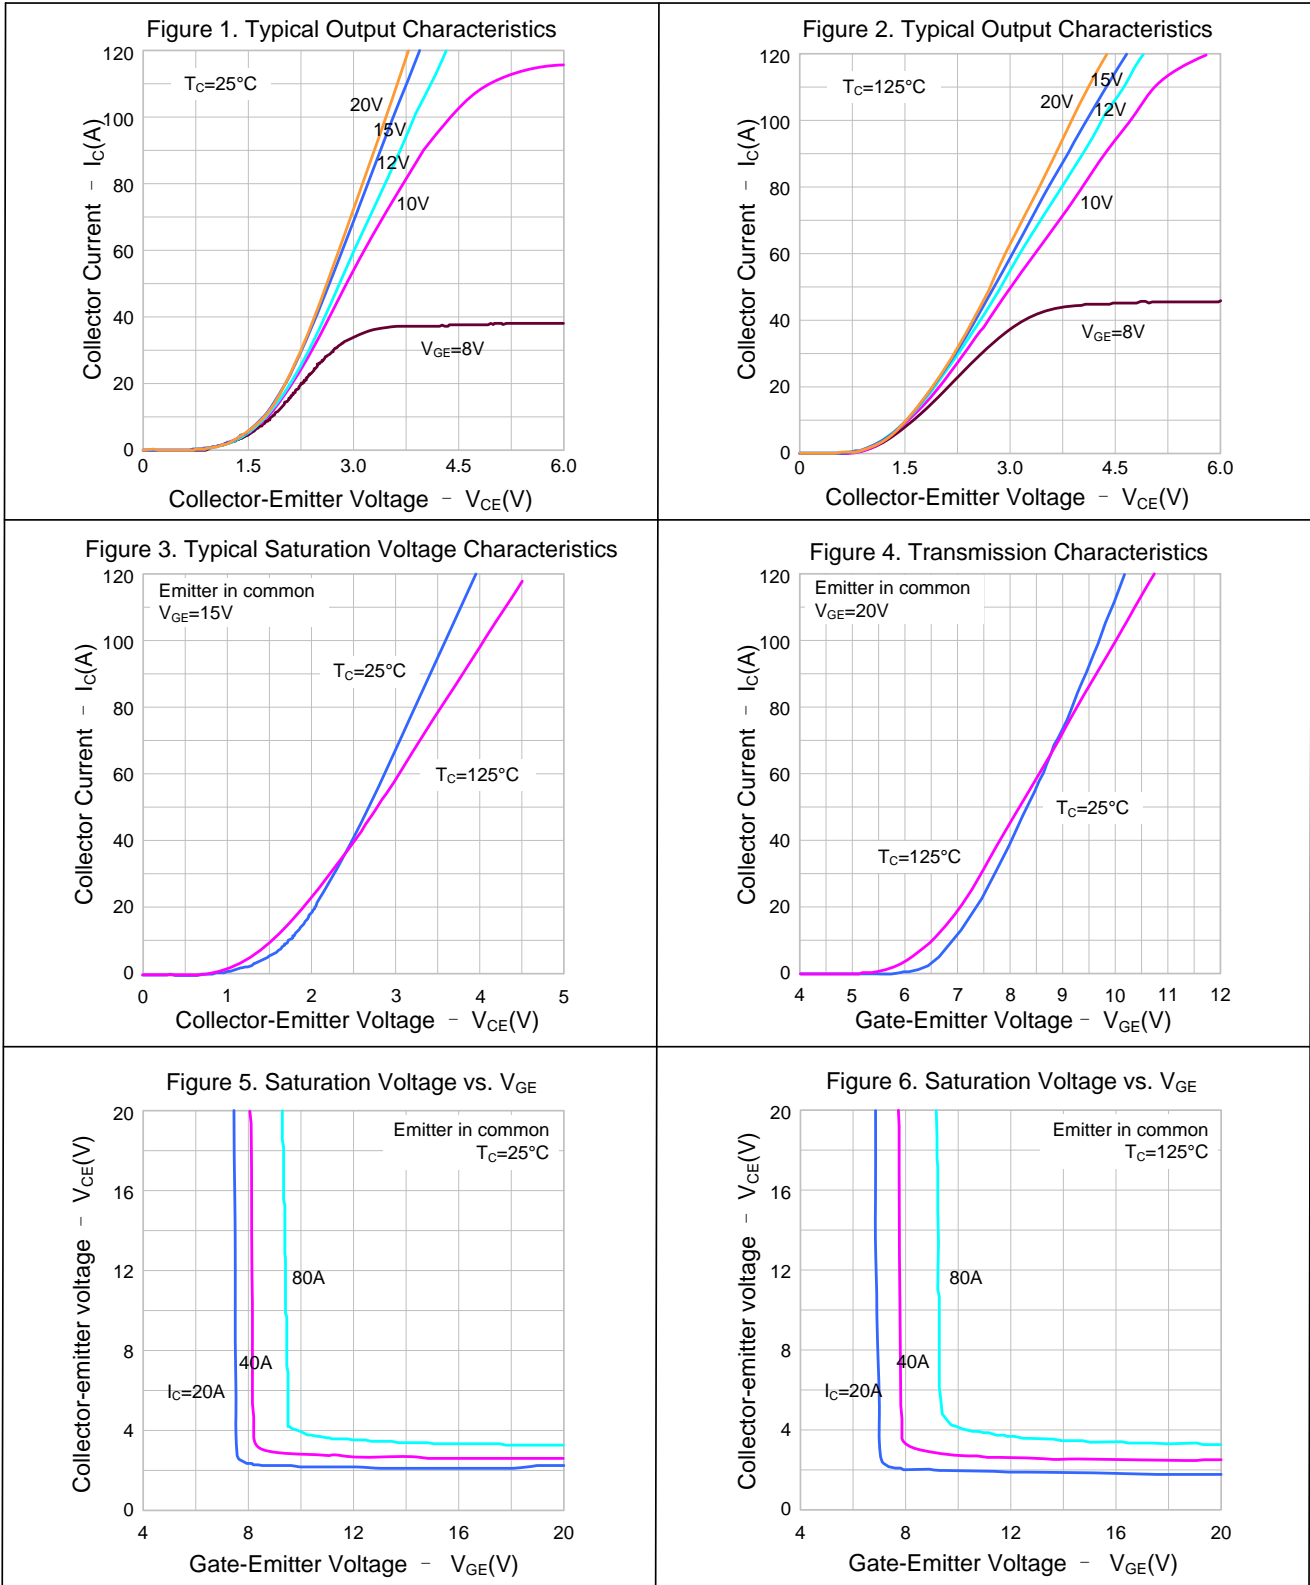 Figure 1. Typical Output Characteristics
Collector Current – IC(A)
120
100
80
60
40
20
0
TC=25°C
20V
15V
12V
10V
VGE=8V
0 1.5 3.0 4.5 6.0
Collector-Emitter Voltage – VCE(V)
Figure 2. Typical Output Characteristics
Collector Current – IC(A)
120
100
80
60
40
20
0
TC=125°C
15V
20V
12V
10V
VGE=8V
0 1.5 3.0 4.5 6.0
Collector-Emitter Voltage – VCE(V)
Figure 3. Typical Saturation Voltage Characteristics
Collector Current – IC(A)
120
100
80
60
40
20
0
Emitter in common
VGE=15V
TC=25°C
TC=125°C
0 1 2 3 4 5
Collector-Emitter Voltage – VCE(V)
Figure 4. Transmission Characteristics
Collector Current – IC(A)
120
100
80
60
40
20
0
Emitter in common
VGE=20V
TC=25°C
TC=125°C
4 5 6 7 8 9 10 11 12
Gate-Emitter Voltage – VGE(V)
Figure 5. Saturation Voltage vs. VGE
Collector-emitter voltage – VCE(V)
20
16
12
8
4
0
Emitter in common
TC=25°C
80A
40A
IC=20A
4 8 12 16 20
Gate-Emitter Voltage – VGE(V)
Figure 6. Saturation Voltage vs. VGE
Collector-emitter voltage – VCE(V)
20
16
12
8
4
0
Emitter in common
TC=125°C
80A
40A
IC=20A
4 8 12 16 20
Gate-Emitter Voltage – VGE(V)